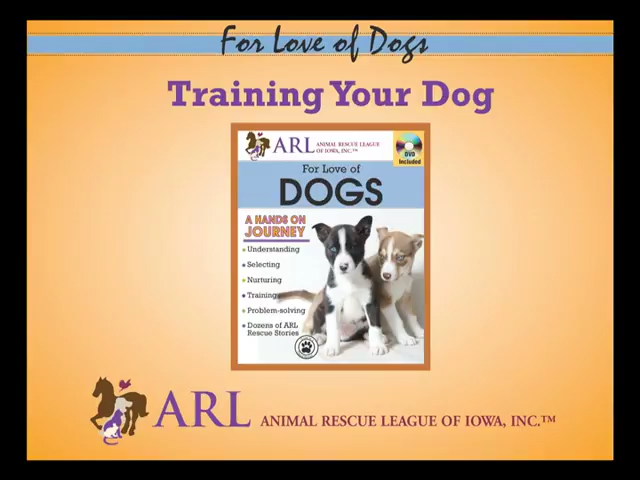 For Love of Dogs
Training Your Dog
ARL ANIMAL RESCUE LEAGUE
OF IOWA, INC.™
DVD
Included
For Love of
DOGS
A HANDS ON
JOURNEY
Understanding
Selecting
Nurturing
Training
Problem-solving
Dozens of ARL
Rescue Stories
ARL ANIMAL RESCUE LEAGUE OF IOWA, INC.™